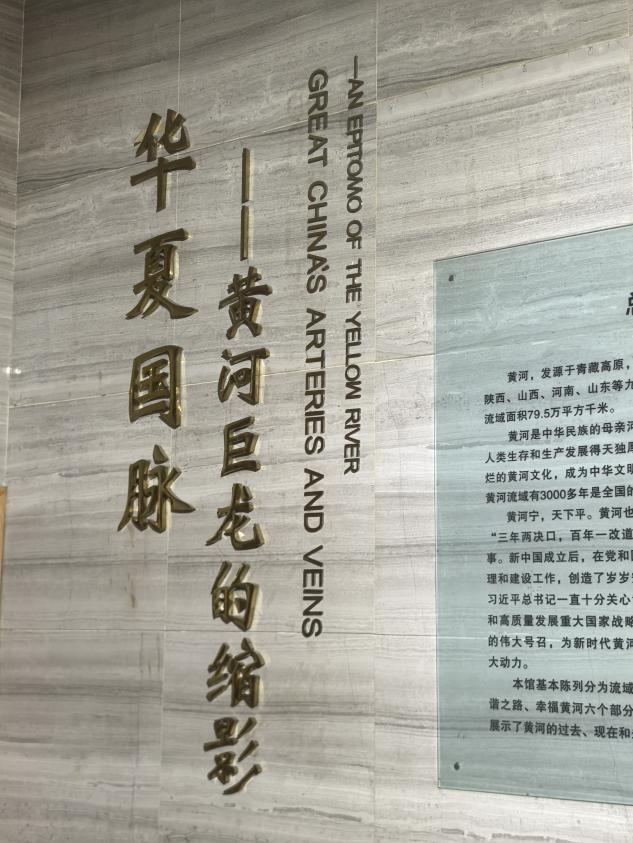 华夏国脉
——黄河巨龙的缩影
GREAT CHINA'S ARTERIES AND VEINS
—AN EPTOMO OF THE YELLOW RIVER
总
黄河，发源于青藏高原，
陕西、山西、河南、山东等九
流域面积79.5万平方千米。
黄河是中华民族的母亲河
人类生存和生产发展得天独厚
烂的黄河文化，成为中华文明
黄河流域有3000多年是全国的
黄河宁，天下平。黄河也
“三年两决口，百年一改道
事。新中国成立后，在党和国
理和建设工作，创造了岁岁安
习近平总书记一直十分关心
和高质量发展重大国家战略
的伟大号召，为新时代黄河
大动力。
本馆基本陈列分为流域
谐之路、幸福黄河六个部分
展示了黄河的过去、现在和